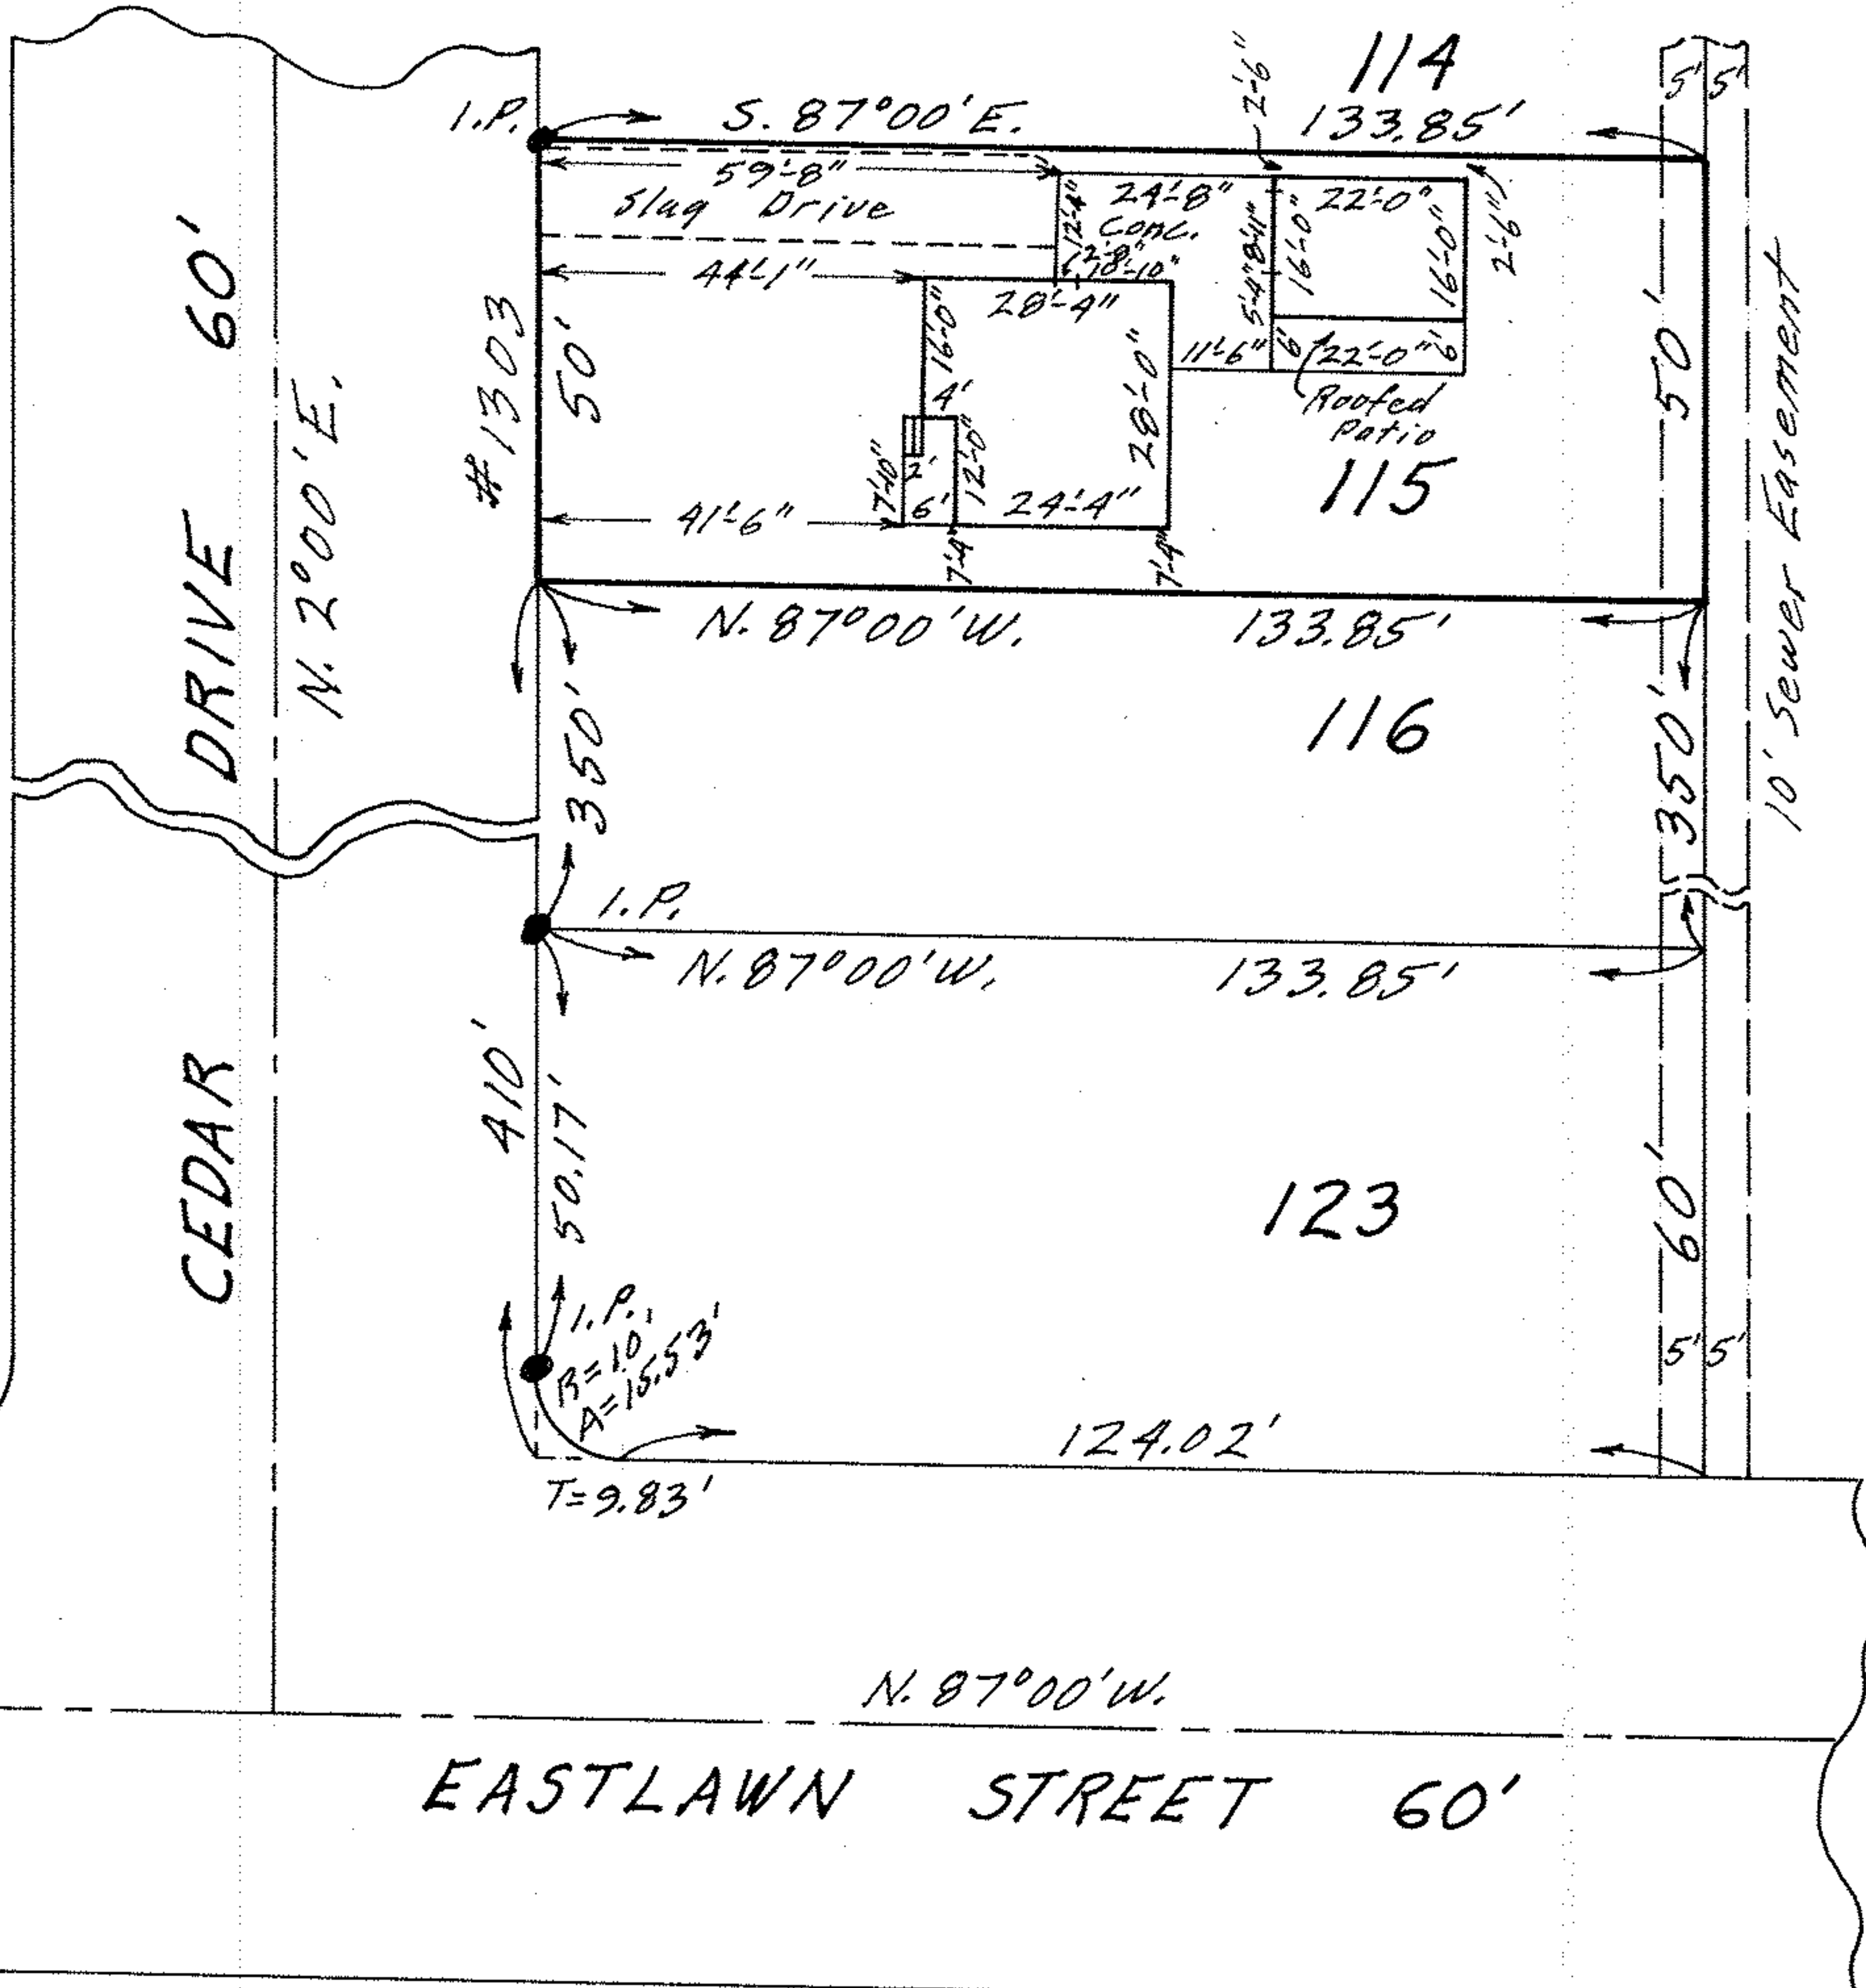 114
5' 5'
2'-6"
I.P.
S. 87°00' E.
133.85'
59'-8"
Slag Drive
12'-4"
24'-8"
Conc.
2'-8"
18'-10"
22'-0"
16'-0"
16'-0"
2'-6"
8'-4"
5'-4"
44'-1"
28'-4"
16'-0"
4'
28'-0"
11'-6"
6'
22'-0"
6'
Roofed
Patio
115
#1303
50'
50'
7'-10"
2'
6'
12'-0"
24'-4"
41'-6"
7'-4"
7'-4"
N. 87°00' W.
133.85'
116
350'
350'
10' Sewer Easement
CEDAR DRIVE 60'
N. 2°00' E.
I.P.
N. 87°00' W.
133.85'
410'
50.17'
123
60'
I.P.
R=10'
A=15.53'
5' 5'
124.02'
T=9.83'
N. 87°00' W.
EASTLAWN STREET 60'